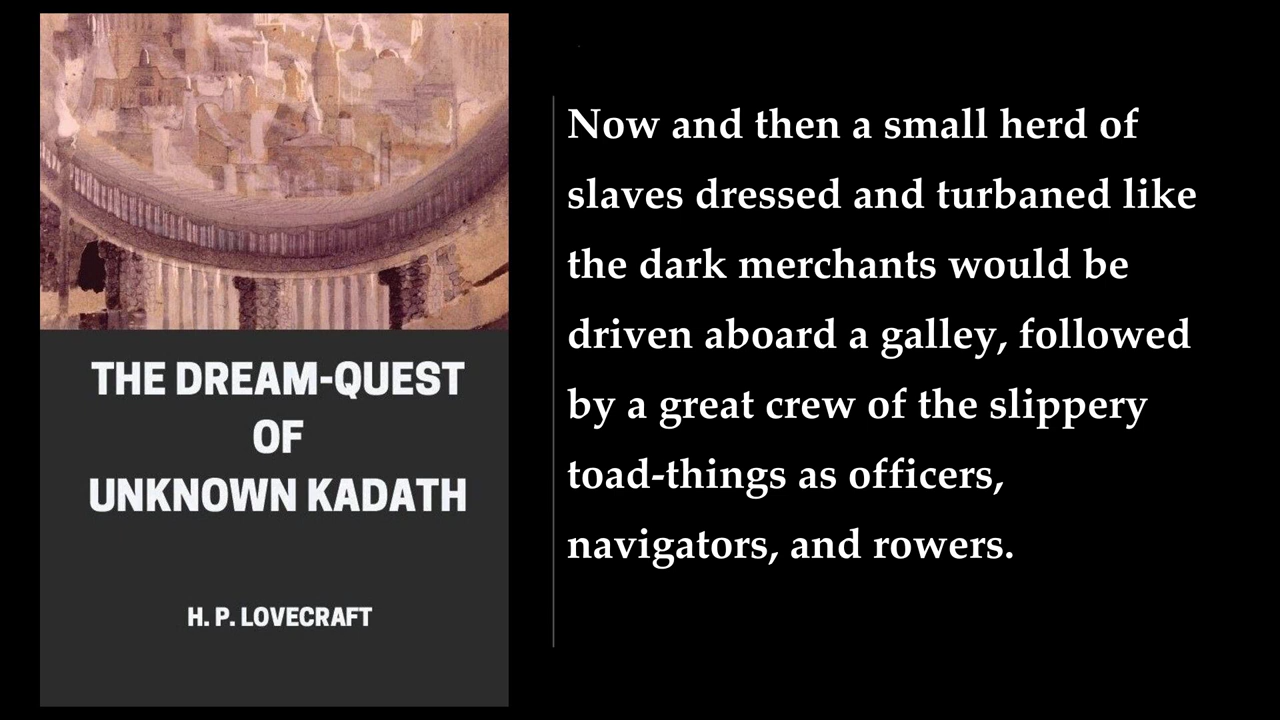 THE DREAM-QUEST
OF
UNKNOWN KADATH
H. P. LOVECRAFT
Now and then a small herd of
slaves dressed and turbaned like
the dark merchants would be
driven aboard a galley, followed
by a great crew of the slippery
toad-things as officers,
navigators, and rowers.